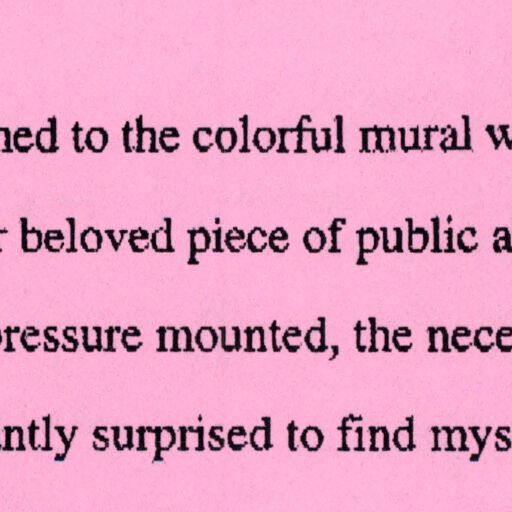 ned to the colorful mural w
r beloved piece of public a
pressure mounted, the nece
antly surprised to find mys